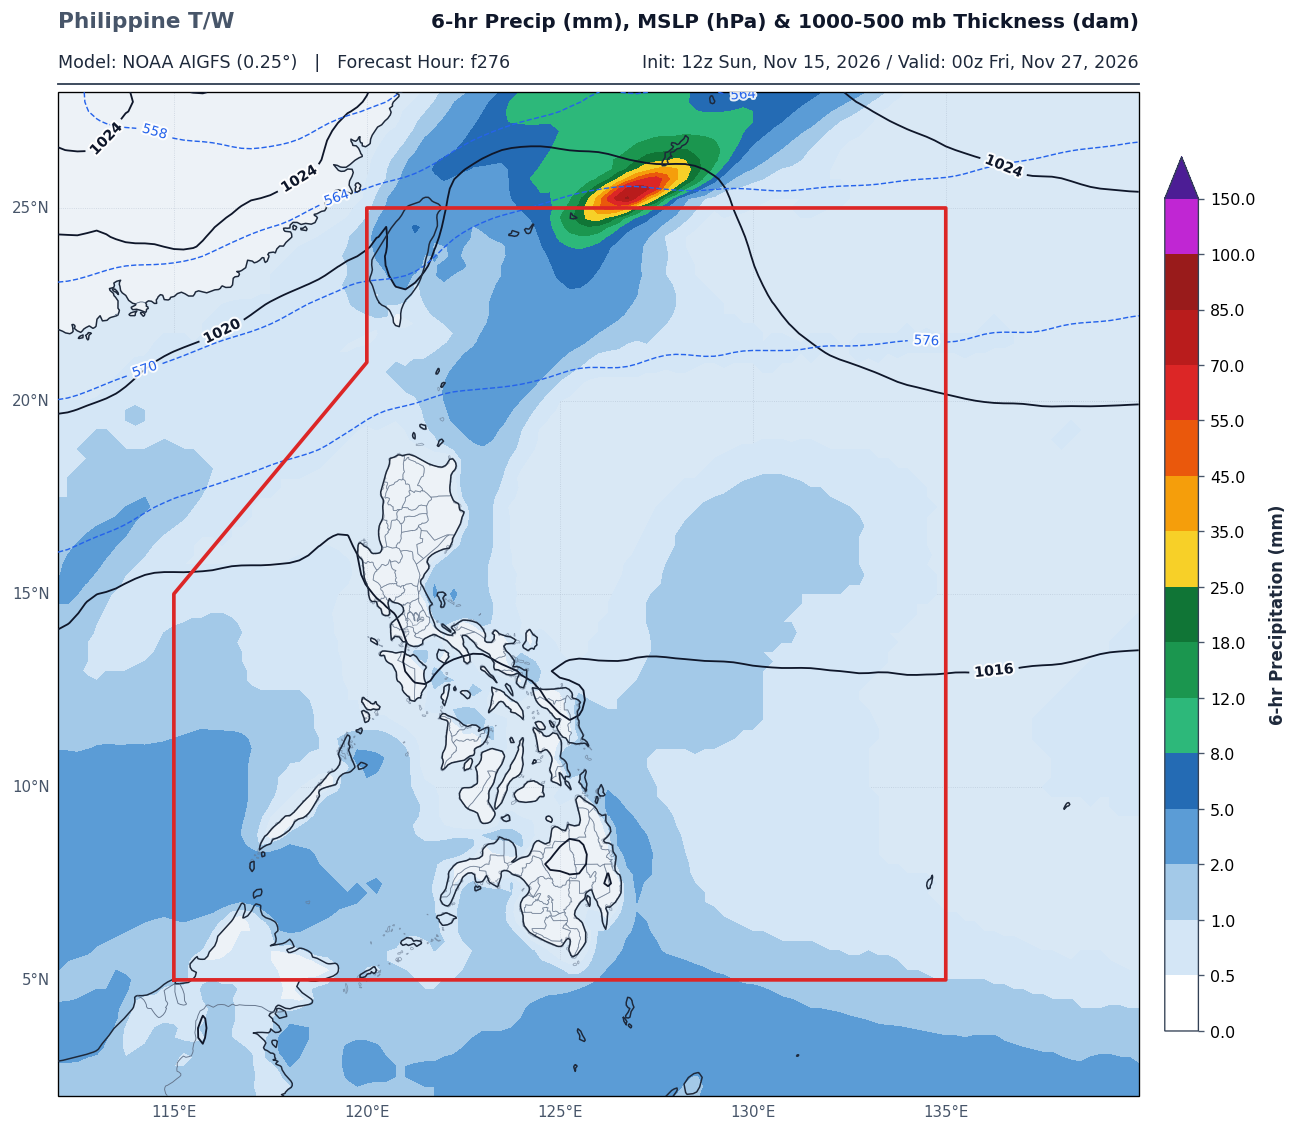 Philippine T/W
6-hr Precip (mm), MSLP (hPa) & 1000-500 mb Thickness (dam)
Model: NOAA AIGFS (0.25°) | Forecast Hour: f276
Init: 12z Sun, Nov 15, 2026 / Valid: 00z Fri, Nov 27, 2026
564
558
1024
1024
1024
564
25°N
1020
570
576
20°N
15°N
1016
10°N
5°N
115°E
120°E
125°E
130°E
135°E
150.0
100.0
85.0
70.0
55.0
45.0
35.0
25.0
18.0
12.0
8.0
5.0
2.0
1.0
0.5
0.0
6-hr Precipitation (mm)